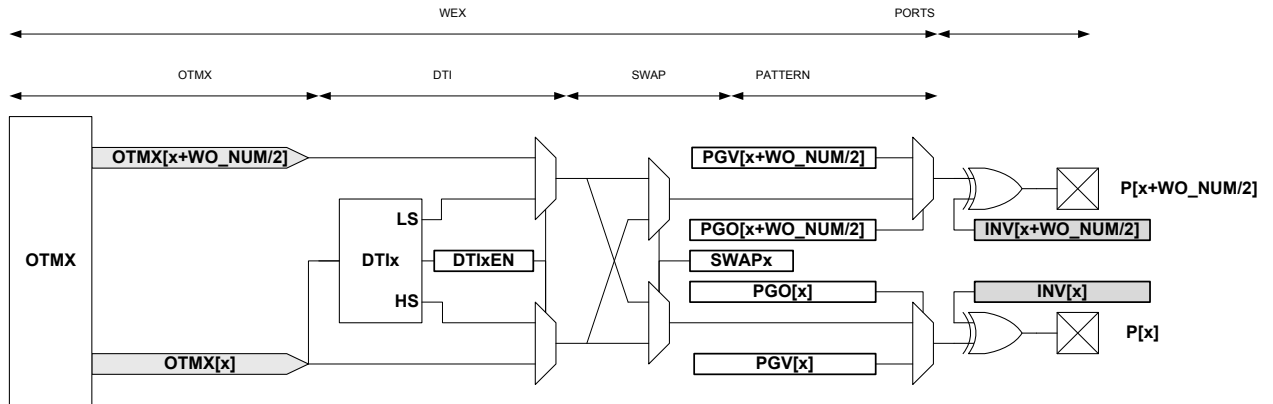 WEX
PORTS
OTMX
DTI
SWAP
PATTERN
OTMX[x+WO_NUM/2]
PGV[x+WO_NUM/2]
P[x+WO_NUM/2]
LS
PGO[x+WO_NUM/2]
INV[x+WO_NUM/2]
OTMX
DTIx
DTIxEN
SWAPx
HS
PGO[x]
INV[x]
P[x]
OTMX[x]
PGV[x]